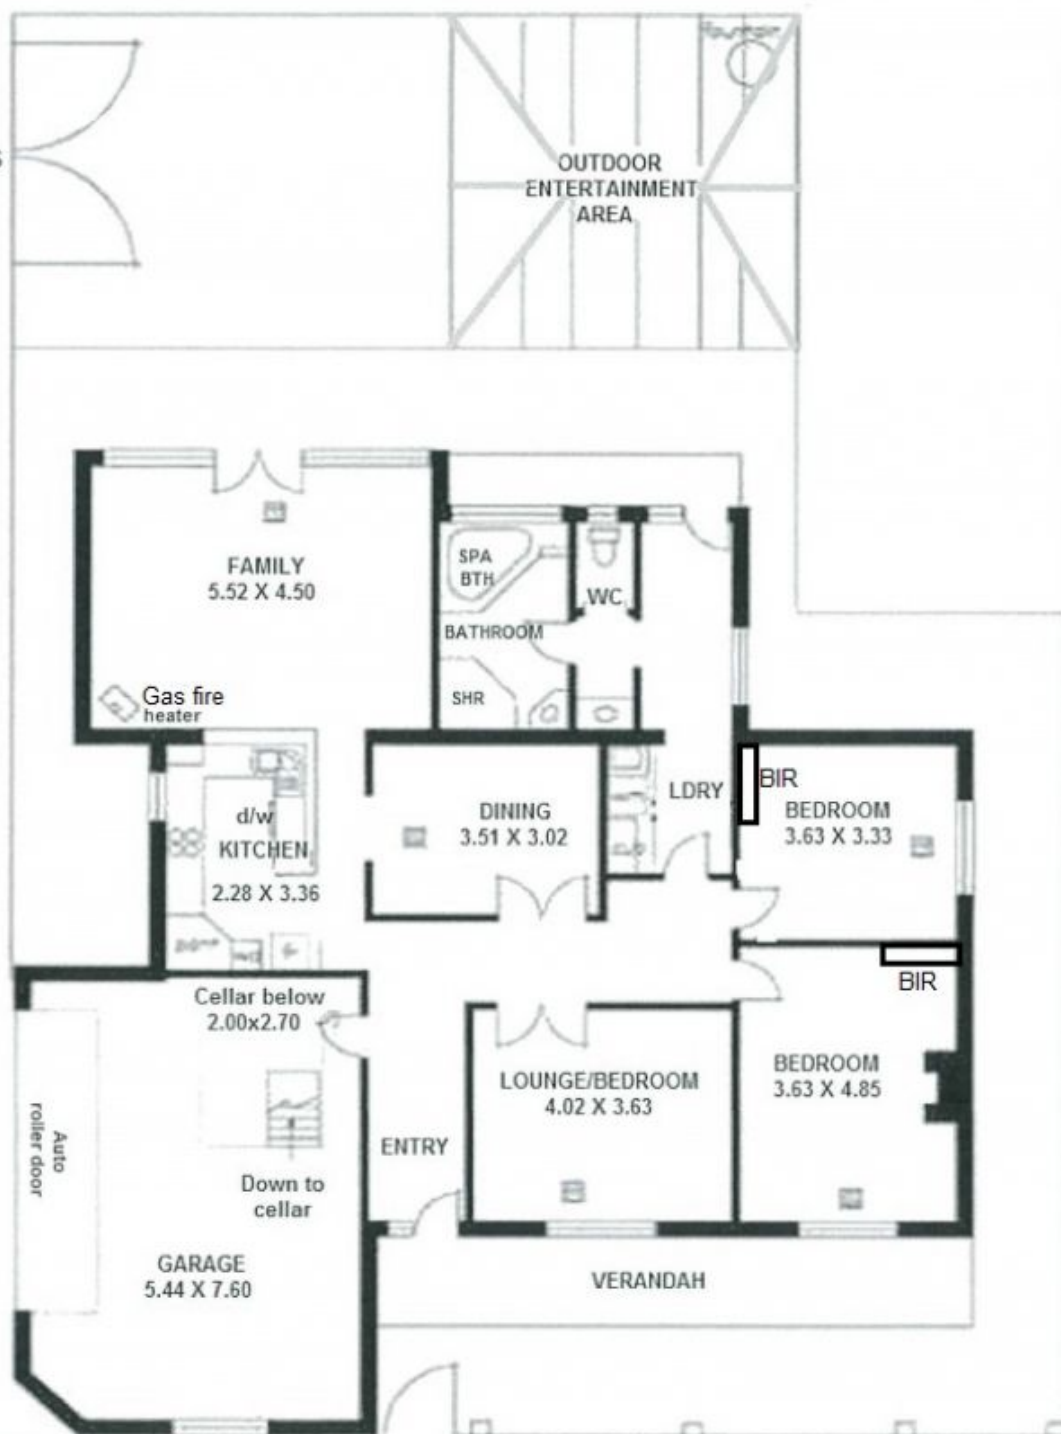 S
OUTDOOR
ENTERTAINMENT
AREA
FAMILY
5.52 X 4.50
SPA
BTH
WC
BATHROOM
SHR
Gas fire
heater
d/w
KITCHEN
2.28 X 3.36
DINING
3.51 X 3.02
LDRY
BIR
BEDROOM
3.63 X 3.33
BIR
Cellar below
2.00x2.70
LOUNGE/BEDROOM
4.02 X 3.63
BEDROOM
3.63 X 4.85
Auto
roller door
ENTRY
Down to
cellar
GARAGE
5.44 X 7.60
VERANDAH